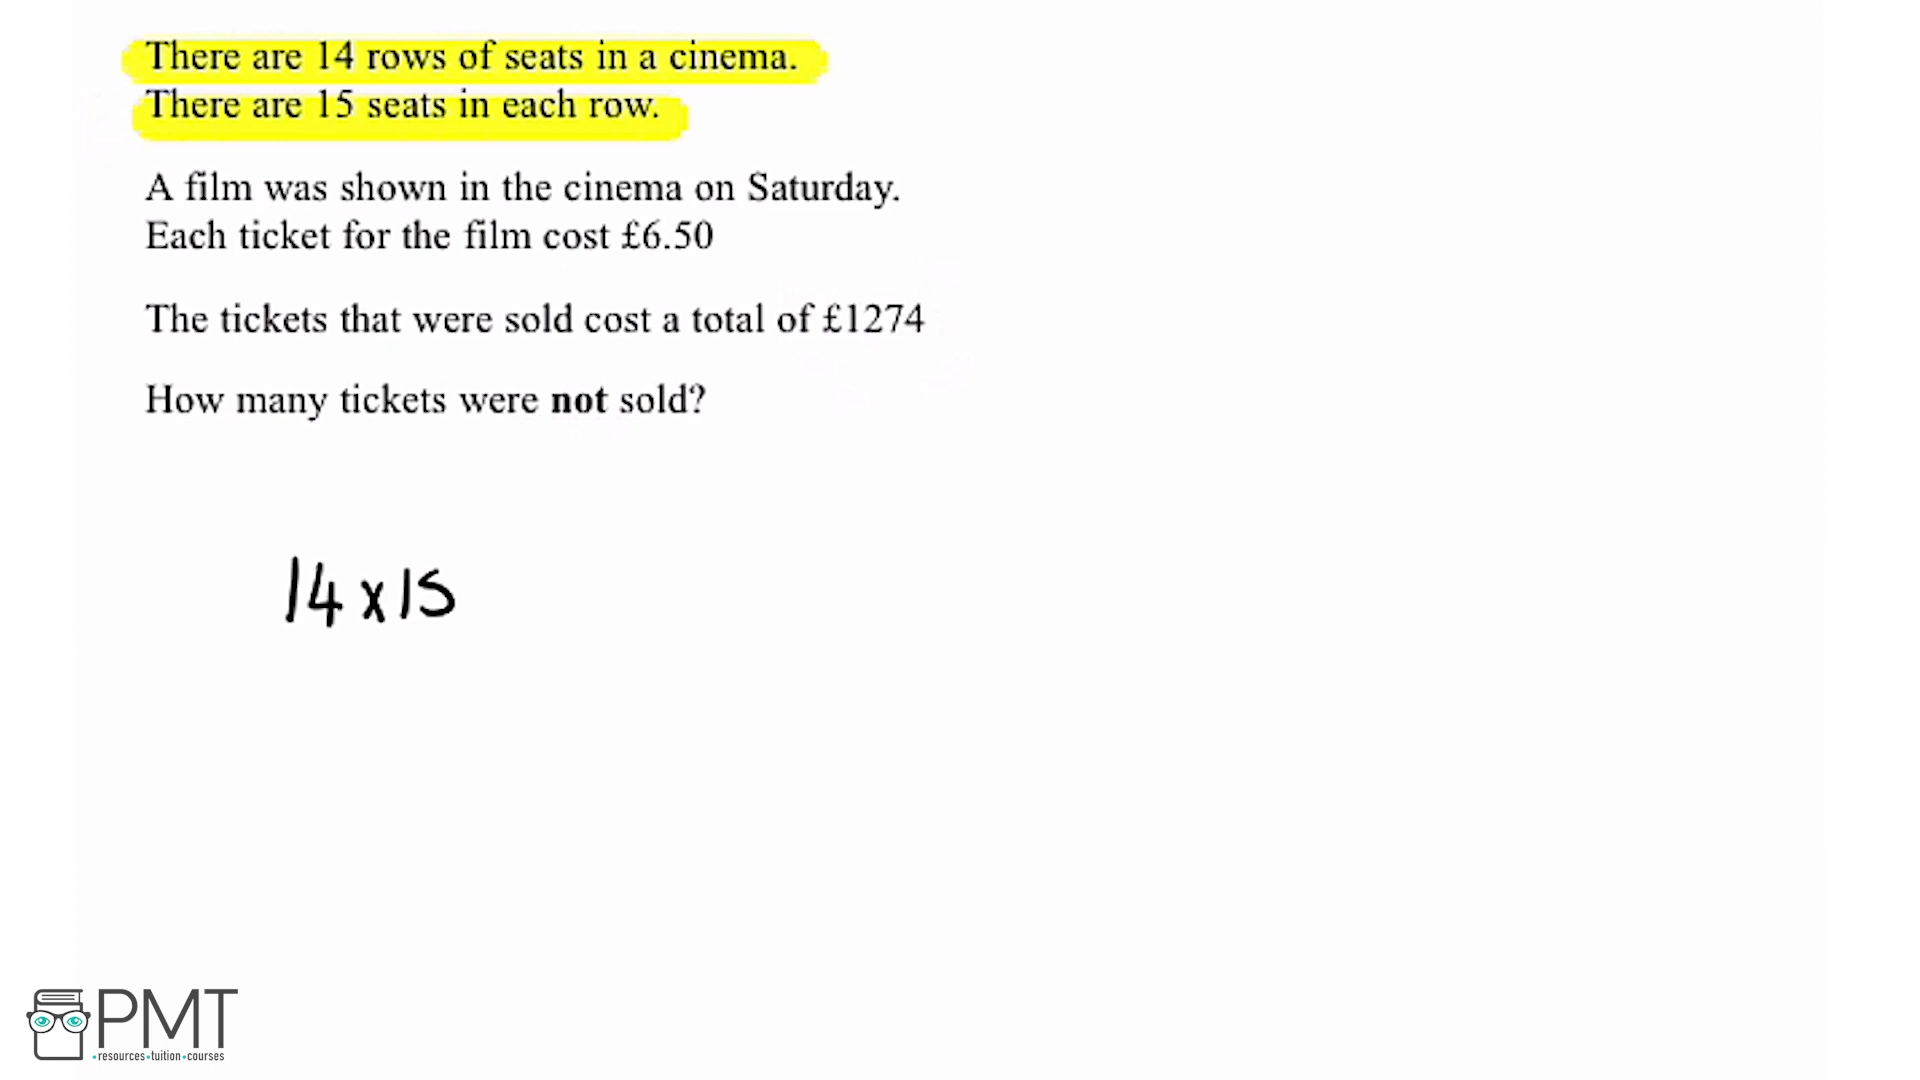 There are 14 rows of seats in a cinema.
There are 15 seats in each row.
A film was shown in the cinema on Saturday.
Each ticket for the film cost £6.50
The tickets that were sold cost a total of £1274
How many tickets were not sold?
14 x 15
PMT
•resources•tuition•courses